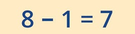 8 − 1 = 7